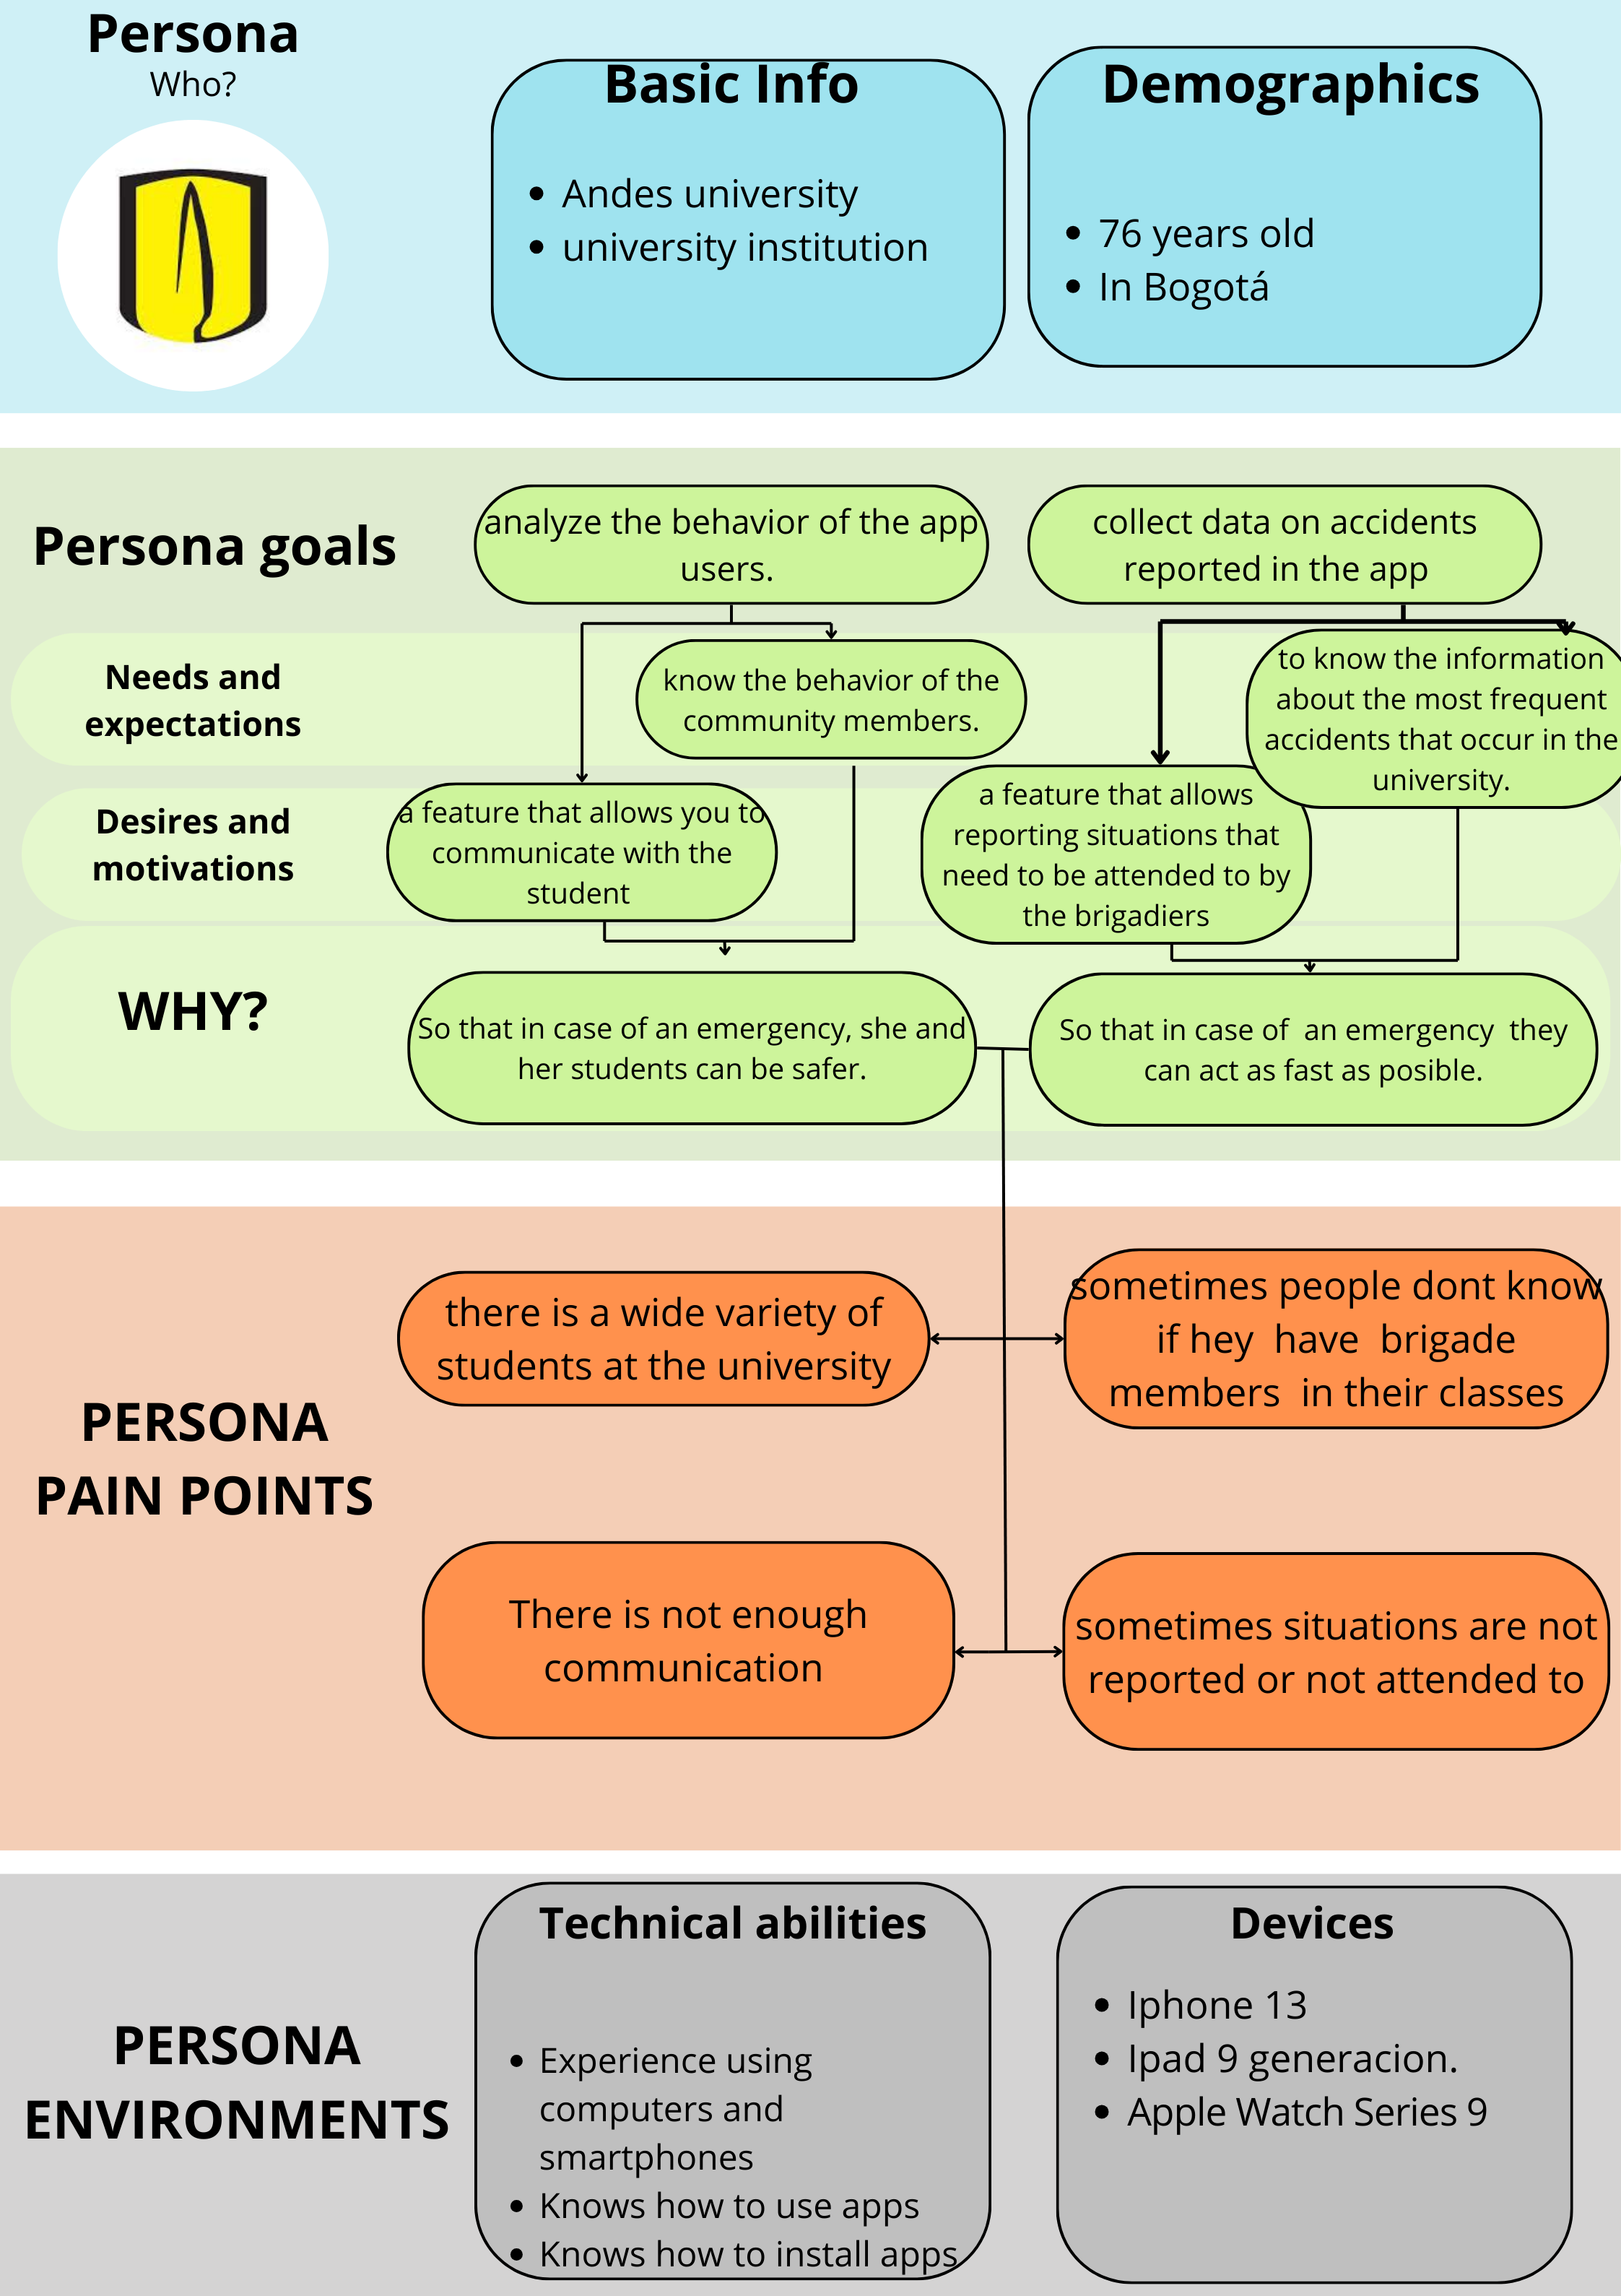 Persona
Who?
Basic Info
Andes university
university institution
Demographics
76 years old
In Bogotá
Persona goals
analyze the behavior of the app
users.
collect data on accidents
reported in the app
Needs and
expectations
know the behavior of the
community members.
to know the information
about the most frequent
accidents that occur in the
university.
Desires and
motivations
a feature that allows you to
communicate with the
student
a feature that allows
reporting situations that
need to be attended to by
the brigadiers
WHY?
So that in case of an emergency, she and
her students can be safer.
So that in case of an emergency they
can act as fast as posible.
PERSONA
PAIN POINTS
there is a wide variety of
students at the university
sometimes people dont know
if hey have brigade
members in their classes
There is not enough
communication
sometimes situations are not
reported or not attended to
PERSONA
ENVIRONMENTS
Technical abilities
Experience using
computers and
smartphones
Knows how to use apps
Knows how to install apps
Devices
Iphone 13
Ipad 9 generacion.
Apple Watch Series 9